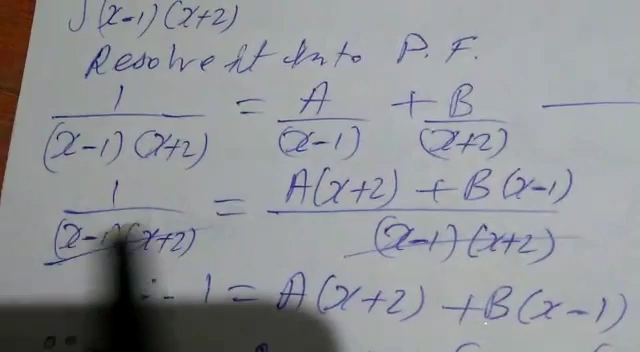 ∫ (x-1) (x+2)
Resolve it Into P. F.
1/((x-1) (x+2)) = A/(x-1) + B/(x+2)
1/((x-1)(x+2)) = (A(x+2) + B(x-1))/((x-1)(x+2))
∴ 1 = A(x+2) + B(x-1)